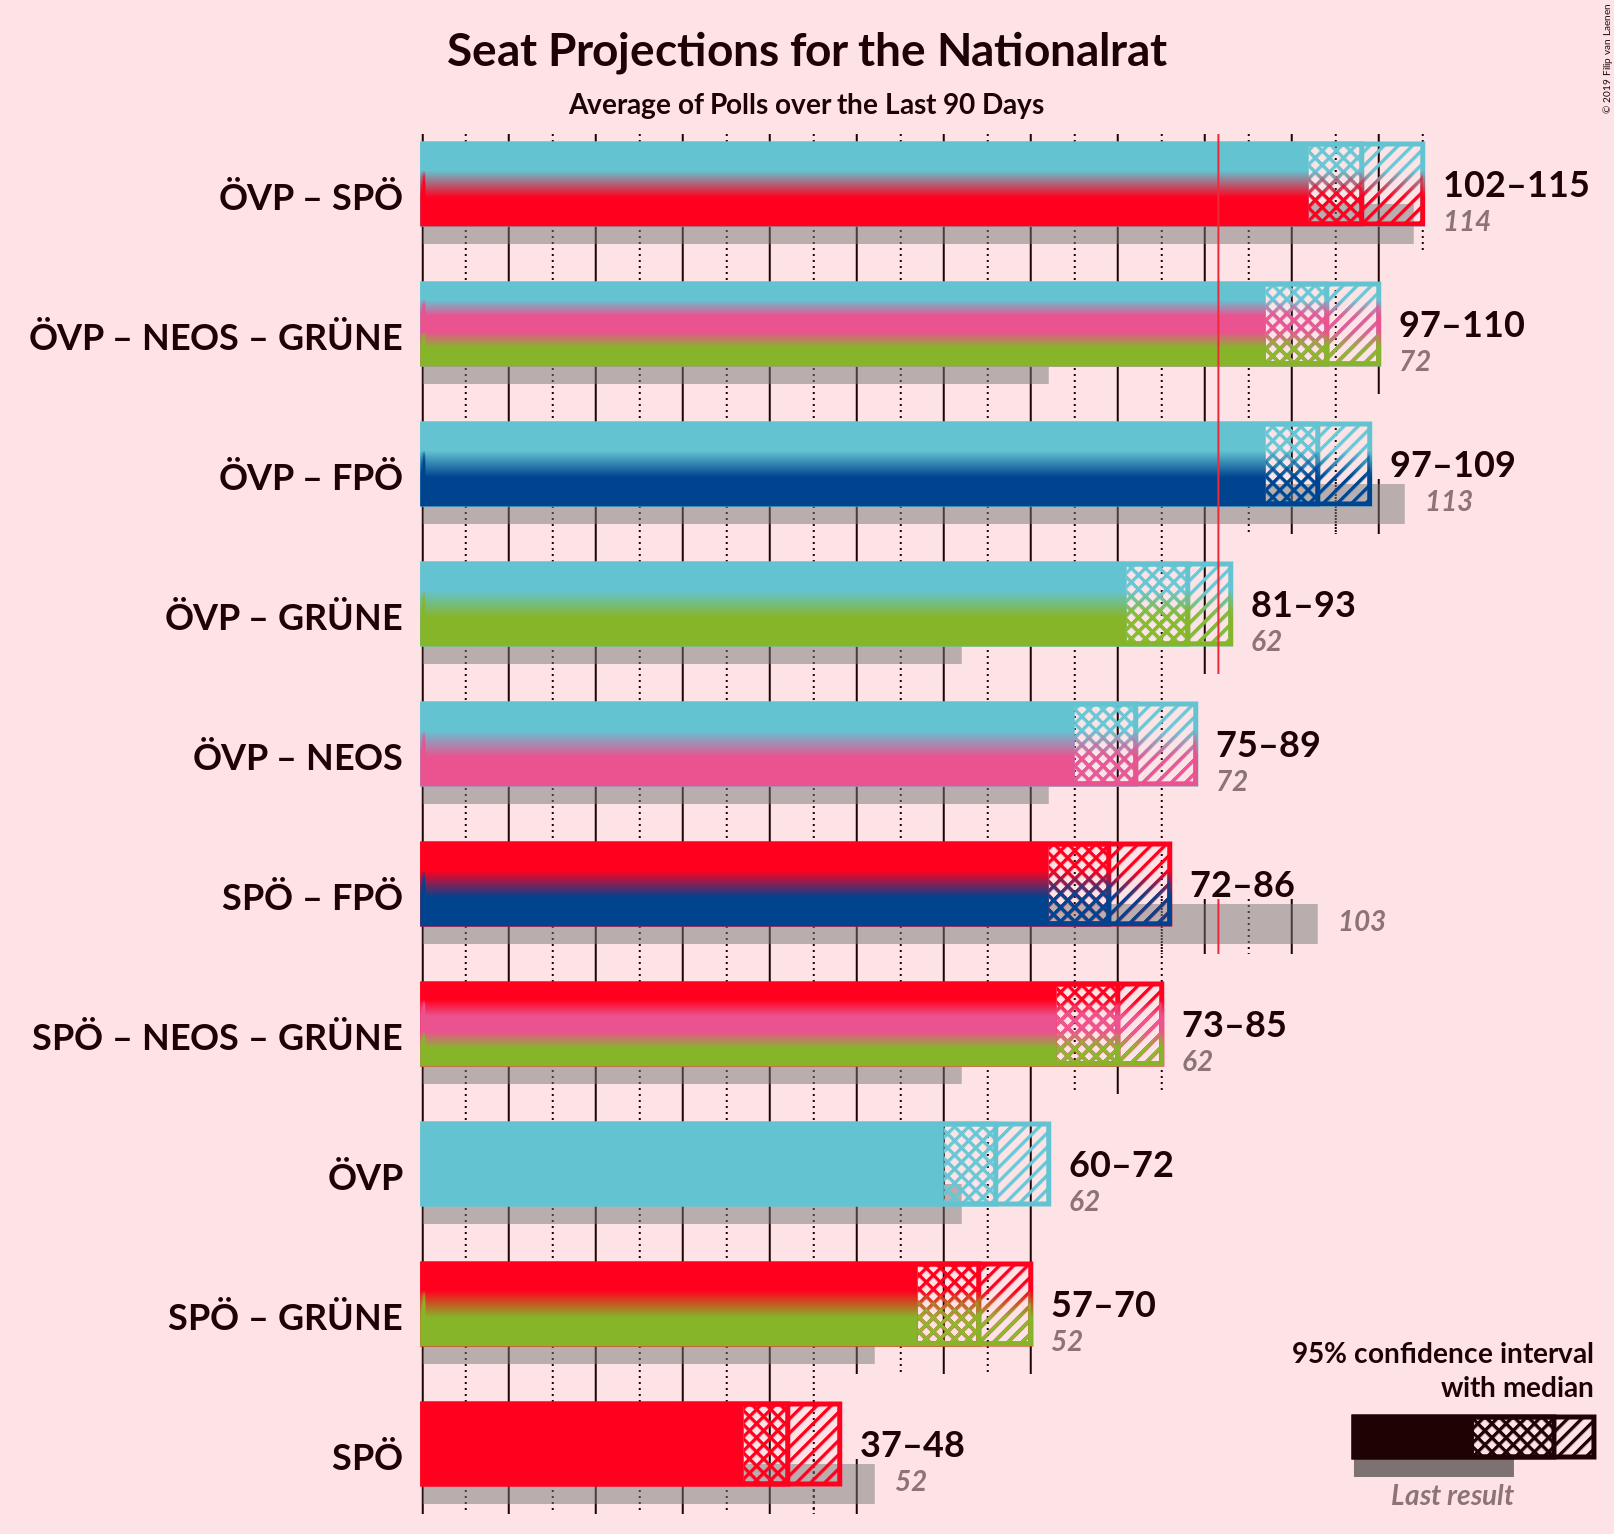 Seat Projections for the Nationalrat
Average of Polls over the Last 90 Days
© 2019 Filip van Laenen
ÖVP – SPÖ
102–115
114
ÖVP – NEOS – GRÜNE
97–110
72
ÖVP – FPÖ
97–109
113
ÖVP – GRÜNE
81–93
62
ÖVP – NEOS
75–89
72
SPÖ – FPÖ
72–86
103
SPÖ – NEOS – GRÜNE
73–85
62
ÖVP
60–72
62
SPÖ – GRÜNE
57–70
52
SPÖ
37–48
52
95% confidence interval
with median
Last result